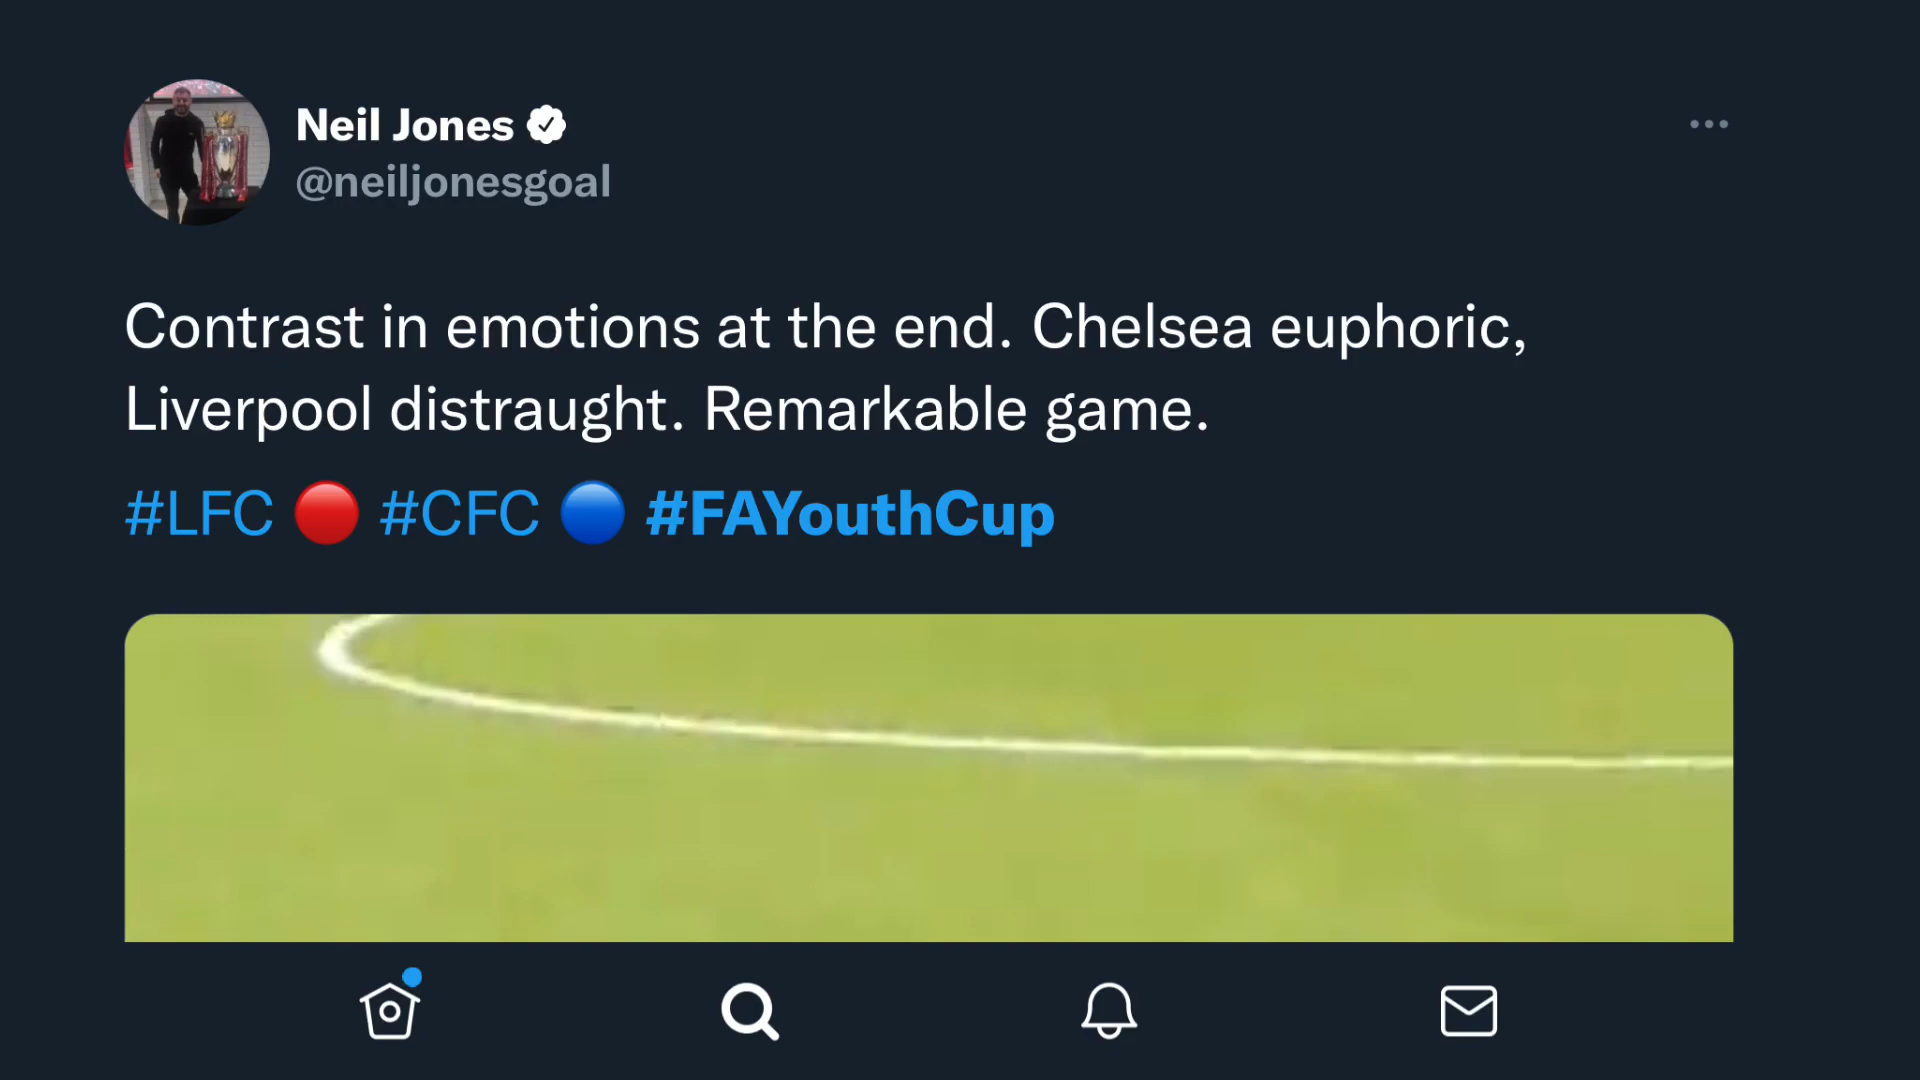 Neil Jones
@neiljonesgoal
Contrast in emotions at the end. Chelsea euphoric,
Liverpool distraught. Remarkable game.
#LFC 🔴 #CFC 🔵 #FAYouthCup